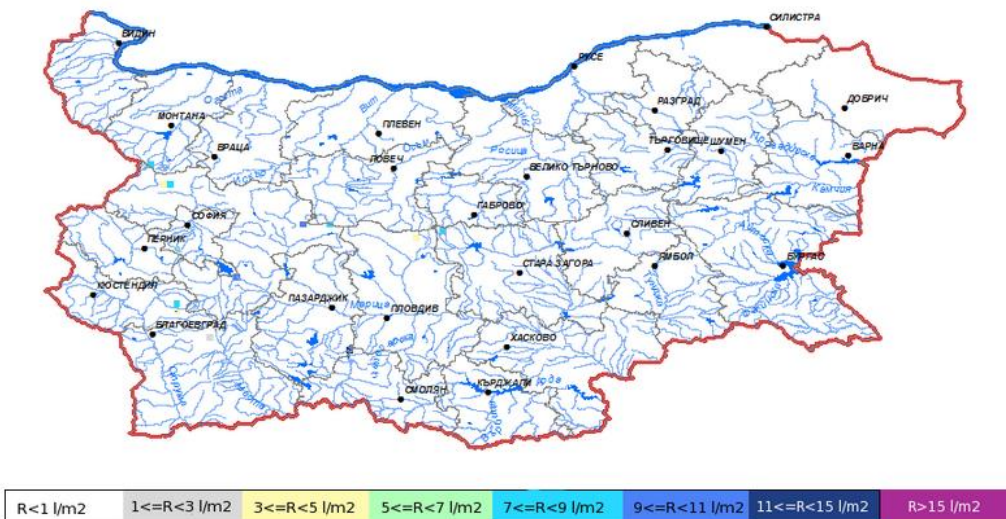 СИЛИСТРА
ВИДИН
РУСЕ
ДОБРИЧ
РАЗГРАД
Вит
МОНТАНА
ПЛЕВЕН
ТЪРГОВИЩЕ
ШУМЕН
ВАРНА
ВРАЦА
ЛОВЕЧ
Росица
ВЕЛИКО ТЪРНОВО
Камчия
ГАБРОВО
СОФИЯ
СЛИВЕН
ПЕРНИК
ЯМБОЛ
БУРГАС
СТАРА ЗАГОРА
КЮСТЕНДИЛ
ПАЗАРДЖИК
Марица
ПЛОВДИВ
БЛАГОЕВГРАД
ХАСКОВО
КЪРДЖАЛИ
СМОЛЯН
R<1 l/m2
1<=R<3 l/m2
3<=R<5 l/m2
5<=R<7 l/m2
7<=R<9 l/m2
9<=R<11 l/m2
11<=R<15 l/m2
R>15 l/m2